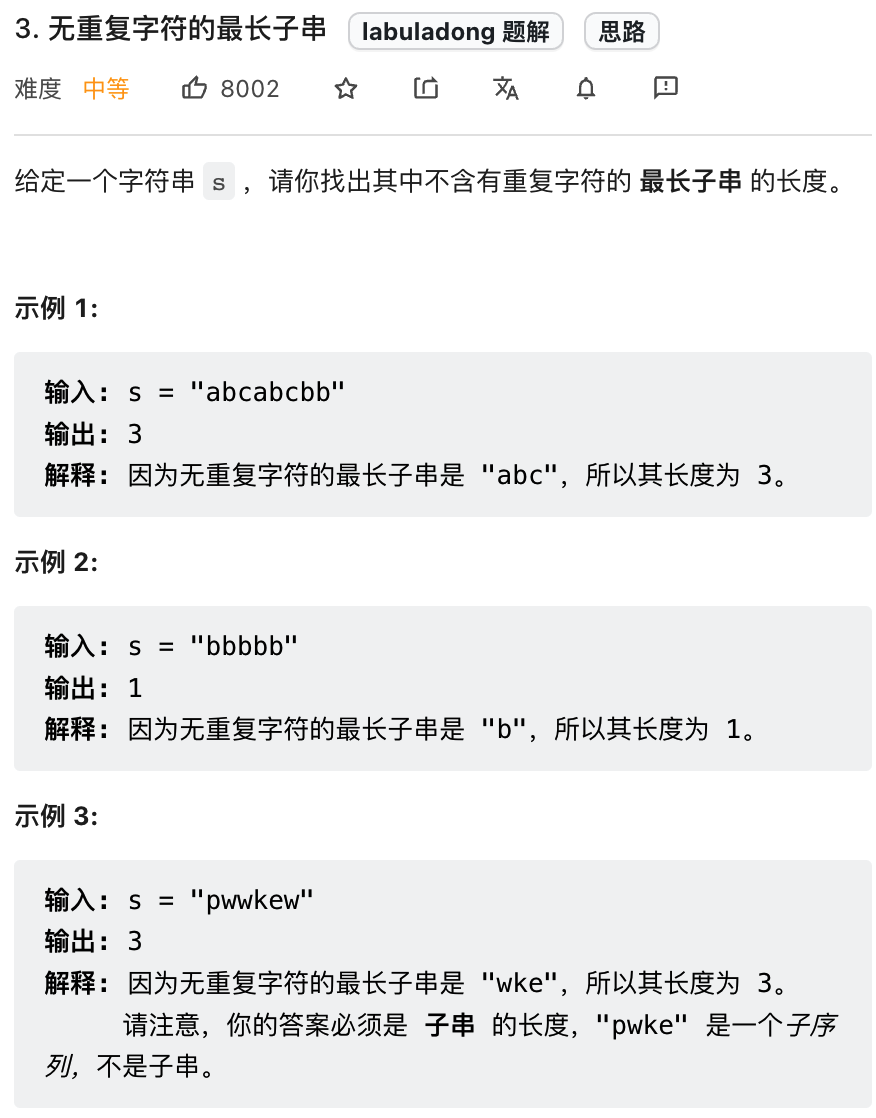 3. 无重复字符的最长子串 labuladong 题解 思路
难度 中等 8002
给定一个字符串 s ，请你找出其中不含有重复字符的 最长子串 的长度。
示例 1:
输入: s = "abcabcbb"
输出: 3
解释: 因为无重复字符的最长子串是 "abc"，所以其长度为 3。
示例 2:
输入: s = "bbbbb"
输出: 1
解释: 因为无重复字符的最长子串是 "b"，所以其长度为 1。
示例 3:
输入: s = "pwwkew"
输出: 3
解释: 因为无重复字符的最长子串是 "wke"，所以其长度为 3。
请注意，你的答案必须是 子串 的长度，"pwke" 是一个子序
列，不是子串。